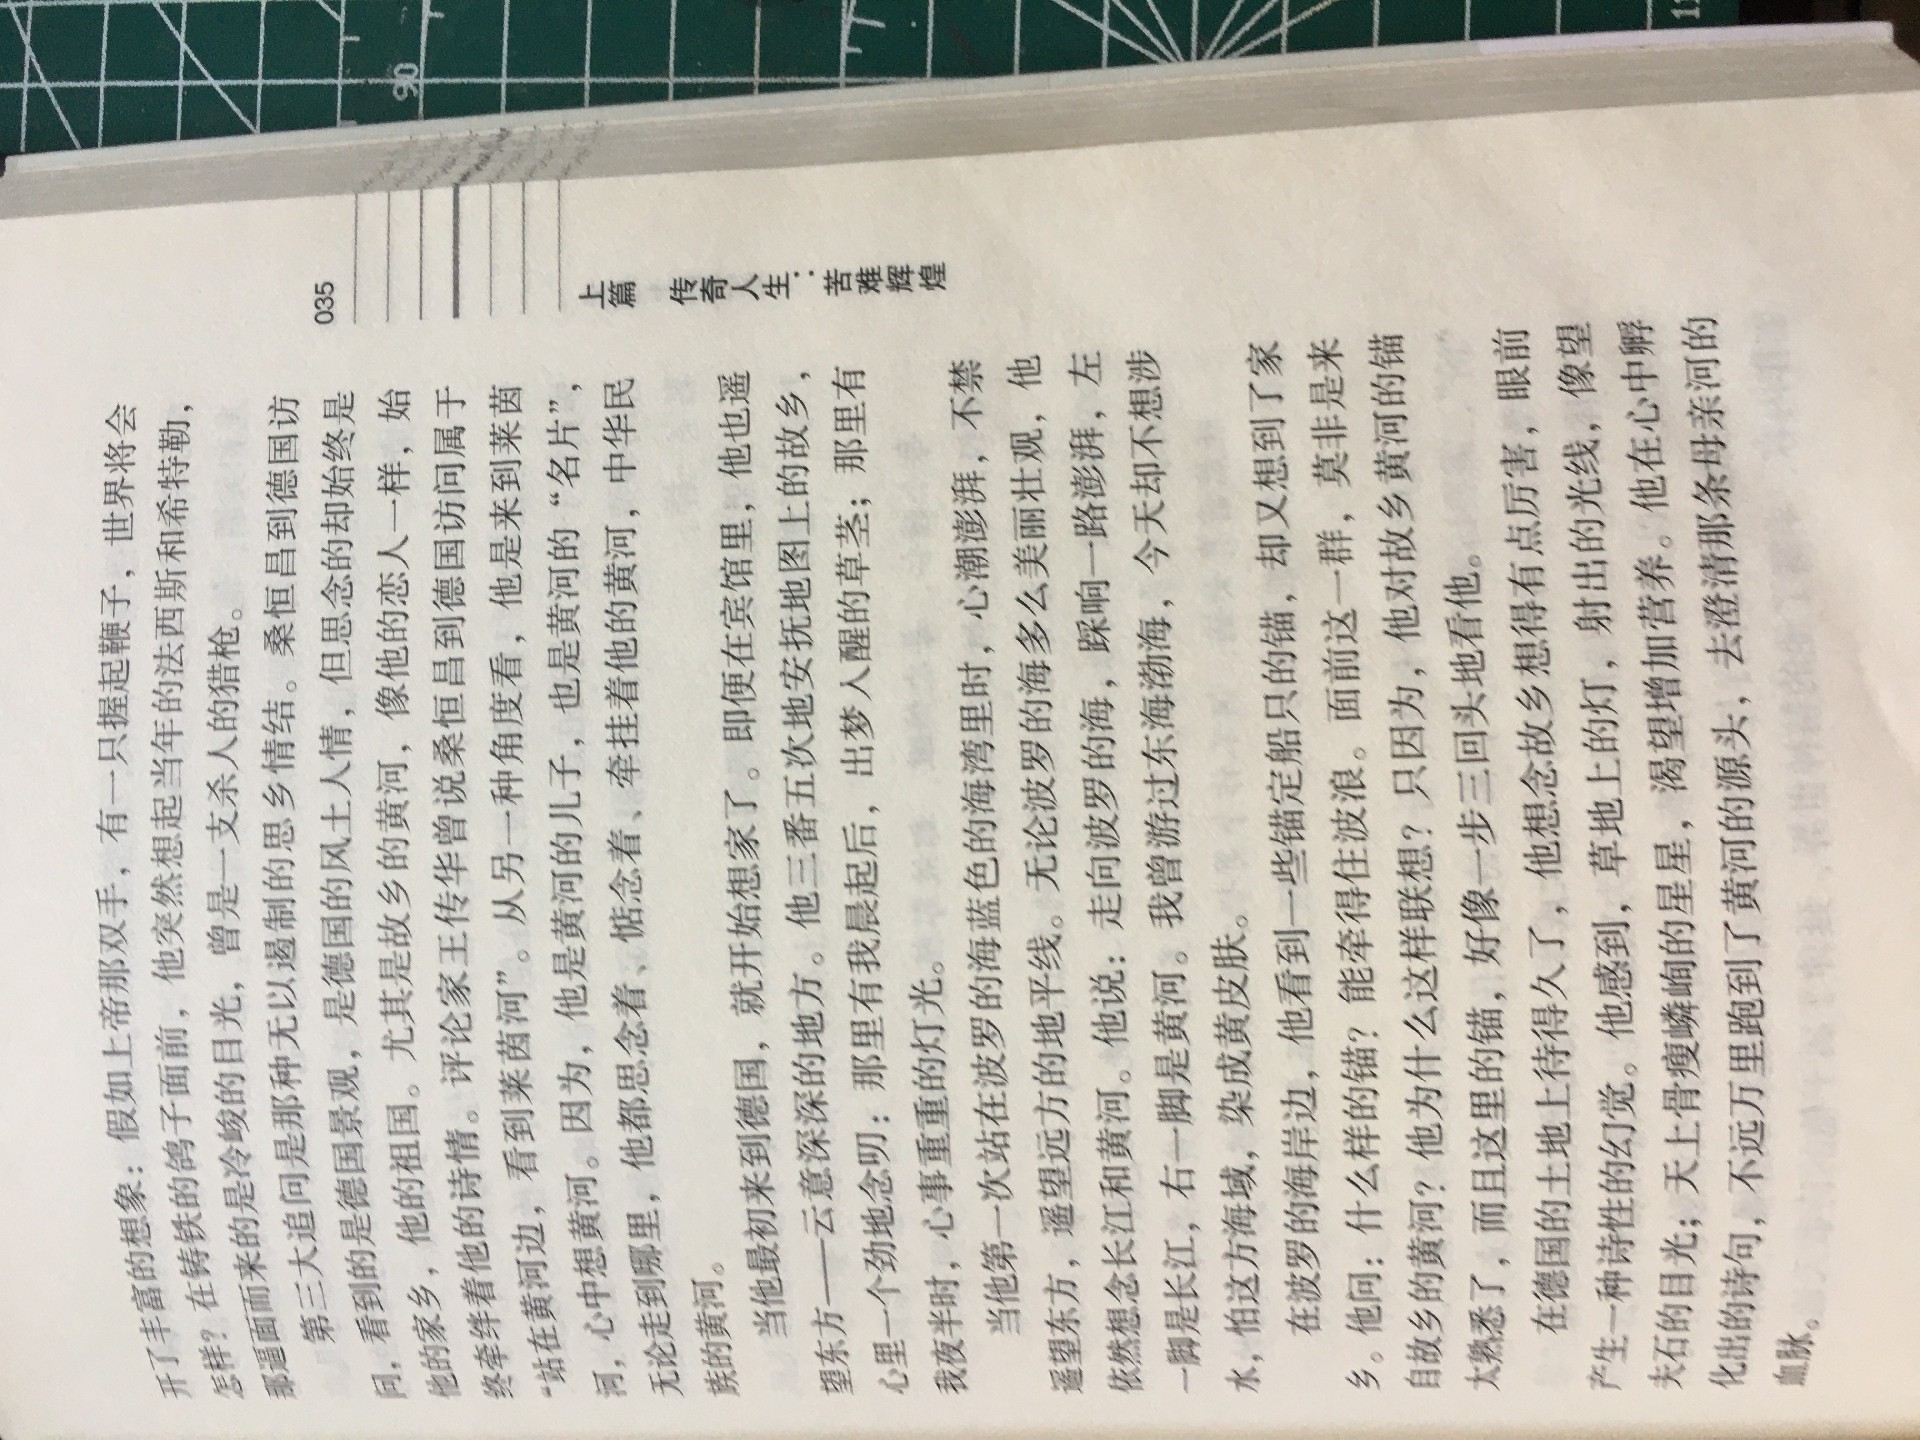 035
上篇 传奇人生：苦难辉煌
开了丰富的想象：假如上帝那双手，有一只握起鞭子，世界将会
怎样？在铸铁的鸽子面前，他突然想起当年的法西斯和希特勒，
那逼面而来的是冷峻的目光，曾是一支杀人的猎枪。
第三大追问是那种无以遏制的思乡情结。桑恒昌到德国访
问，看到的是德国景观，是德国的风土人情，但思念的却始终是
他的家乡，他的祖国。尤其是故乡的黄河，像他的恋人一样，始
终牵绊着他的诗情。评论家王传华曾说桑恒昌到德国访问属于
“站在黄河边，看到莱茵河”。从另一种角度看，他是来到莱茵
河，心中想黄河。因为，他是黄河的儿子，也是黄河的“名片”，
无论走到哪里，他都思念着、惦念着、牵挂着他的黄河，中华民
族的黄河。
当他最初来到德国，就开始想家了。即便在宾馆里，他也遥
望东方——云意深深的地方。他三番五次地安抚地图上的故乡，
心里一个劲地念叨：那里有我晨起后，出梦入醒的草茎；那里有
我夜半时，心事重重的灯光。
当他第一次站在波罗的海蓝色的海湾里时，心潮澎湃，不禁
遥望东方，遥望远方的地平线。无论波罗的海多么美丽壮观，他
依然想念长江和黄河。他说：走向波罗的海，踩响一路澎湃，左
一脚是长江，右一脚是黄河。我曾游过东海渤海，今天却不想涉
水，怕这方海域，染成黄皮肤。
在波罗的海岸边，他看到一些锚定船只的锚，却又想到了家
乡。他问：什么样的锚？能牵得住波浪。面前这一群，莫非是来
自故乡的黄河？他为什么这样联想？只因为，他对故乡黄河的锚
太熟悉了，而且这里的锚，好像一步三回头地看他。
在德国的土地上待得久了，他想念故乡想得有点厉害，眼前
产生一种诗性的幻觉。他感到，草地上的灯，射出的光线，像望
夫石的目光；天上骨瘦嶙峋的星星，渴望增加营养。他在心中孵
化出的诗句，不远万里跑到了黄河的源头，去澄清那条母亲河的
血脉。